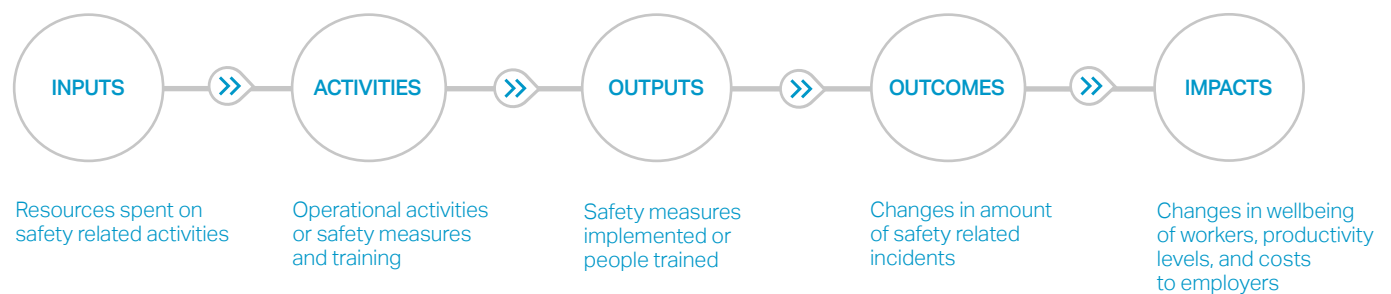 INPUTS
ACTIVITIES
OUTPUTS
OUTCOMES
IMPACTS
Resources spent on
safety related activities
Operational activities
or safety measures
and training
Safety measures
implemented or
people trained
Changes in amount
of safety related
incidents
Changes in wellbeing
of workers, productivity
levels, and costs
to employers